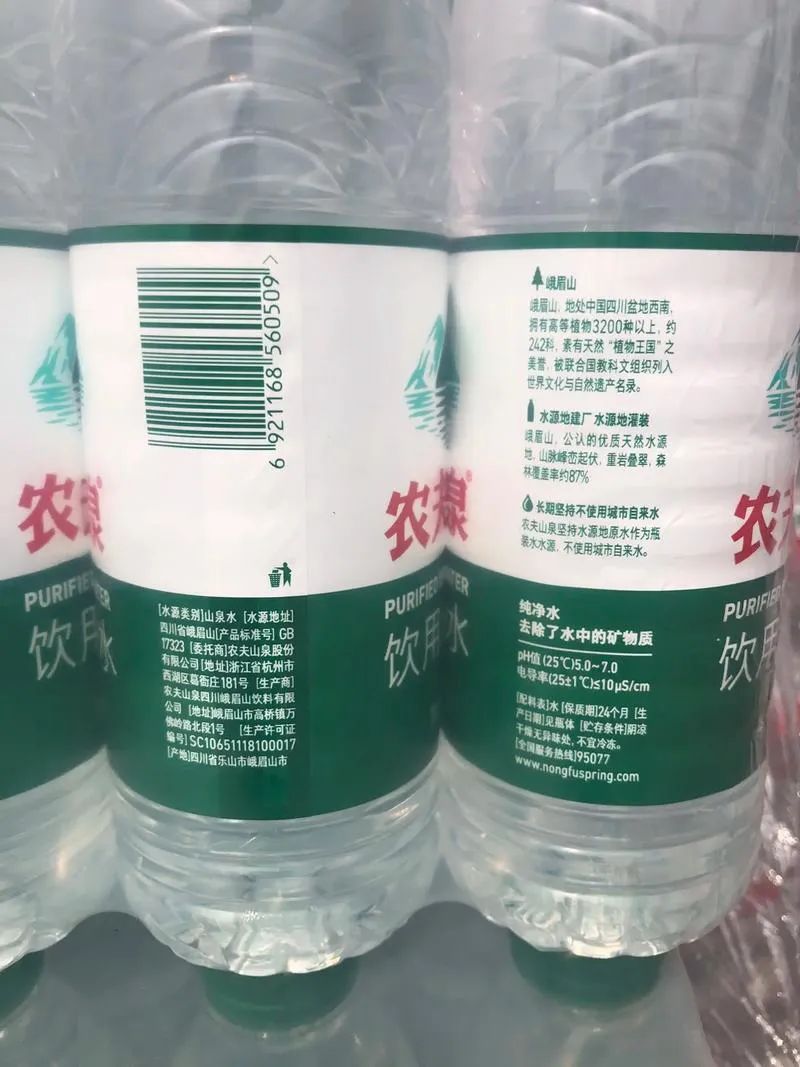 6 921168 560509
农
PURIFIED
饮用水
[水源类别]山泉水 [水源地址]
四川省峨眉山[产品标准号] GB
17323 [委托商]农夫山泉股份
有限公司 [地址]浙江省杭州市
西湖区葛衙庄181号 [生产商]
农夫山泉四川峨眉山饮料有限
公司 [地址]峨眉山市高桥镇万
佛岭路北段1号 [生产许可证
编号] SC10651118100017
[产地]四川省乐山市峨眉山市
农
PURIFIED WATER
饮用水
峨眉山
峨眉山, 地处中国四川盆地西南,
拥有高等植物3200种以上, 约
242科, 素有天然“植物王国”之
美誉, 被联合国教科文组织列入
世界文化与自然遗产名录。
水源地建厂 水源地灌装
峨眉山, 公认的优质天然水源
地, 山脉峰峦起伏, 重岩叠翠, 森
林覆盖率约87%
长期坚持不使用城市自来水
农夫山泉坚持水源地原水作为瓶
装水水源, 不使用城市自来水。
纯净水
去除了水中的矿物质
pH值 (25℃)5.0~7.0
电导率(25±1℃)≤10μS/cm
[配料表]水 [保质期]24个月 [生
产日期]见瓶体 [贮存条件]阴凉
干燥无异味处, 不宜冷冻。
[全国服务热线]95077
www.nongfuspring.com
农
PURIFIE
饮用